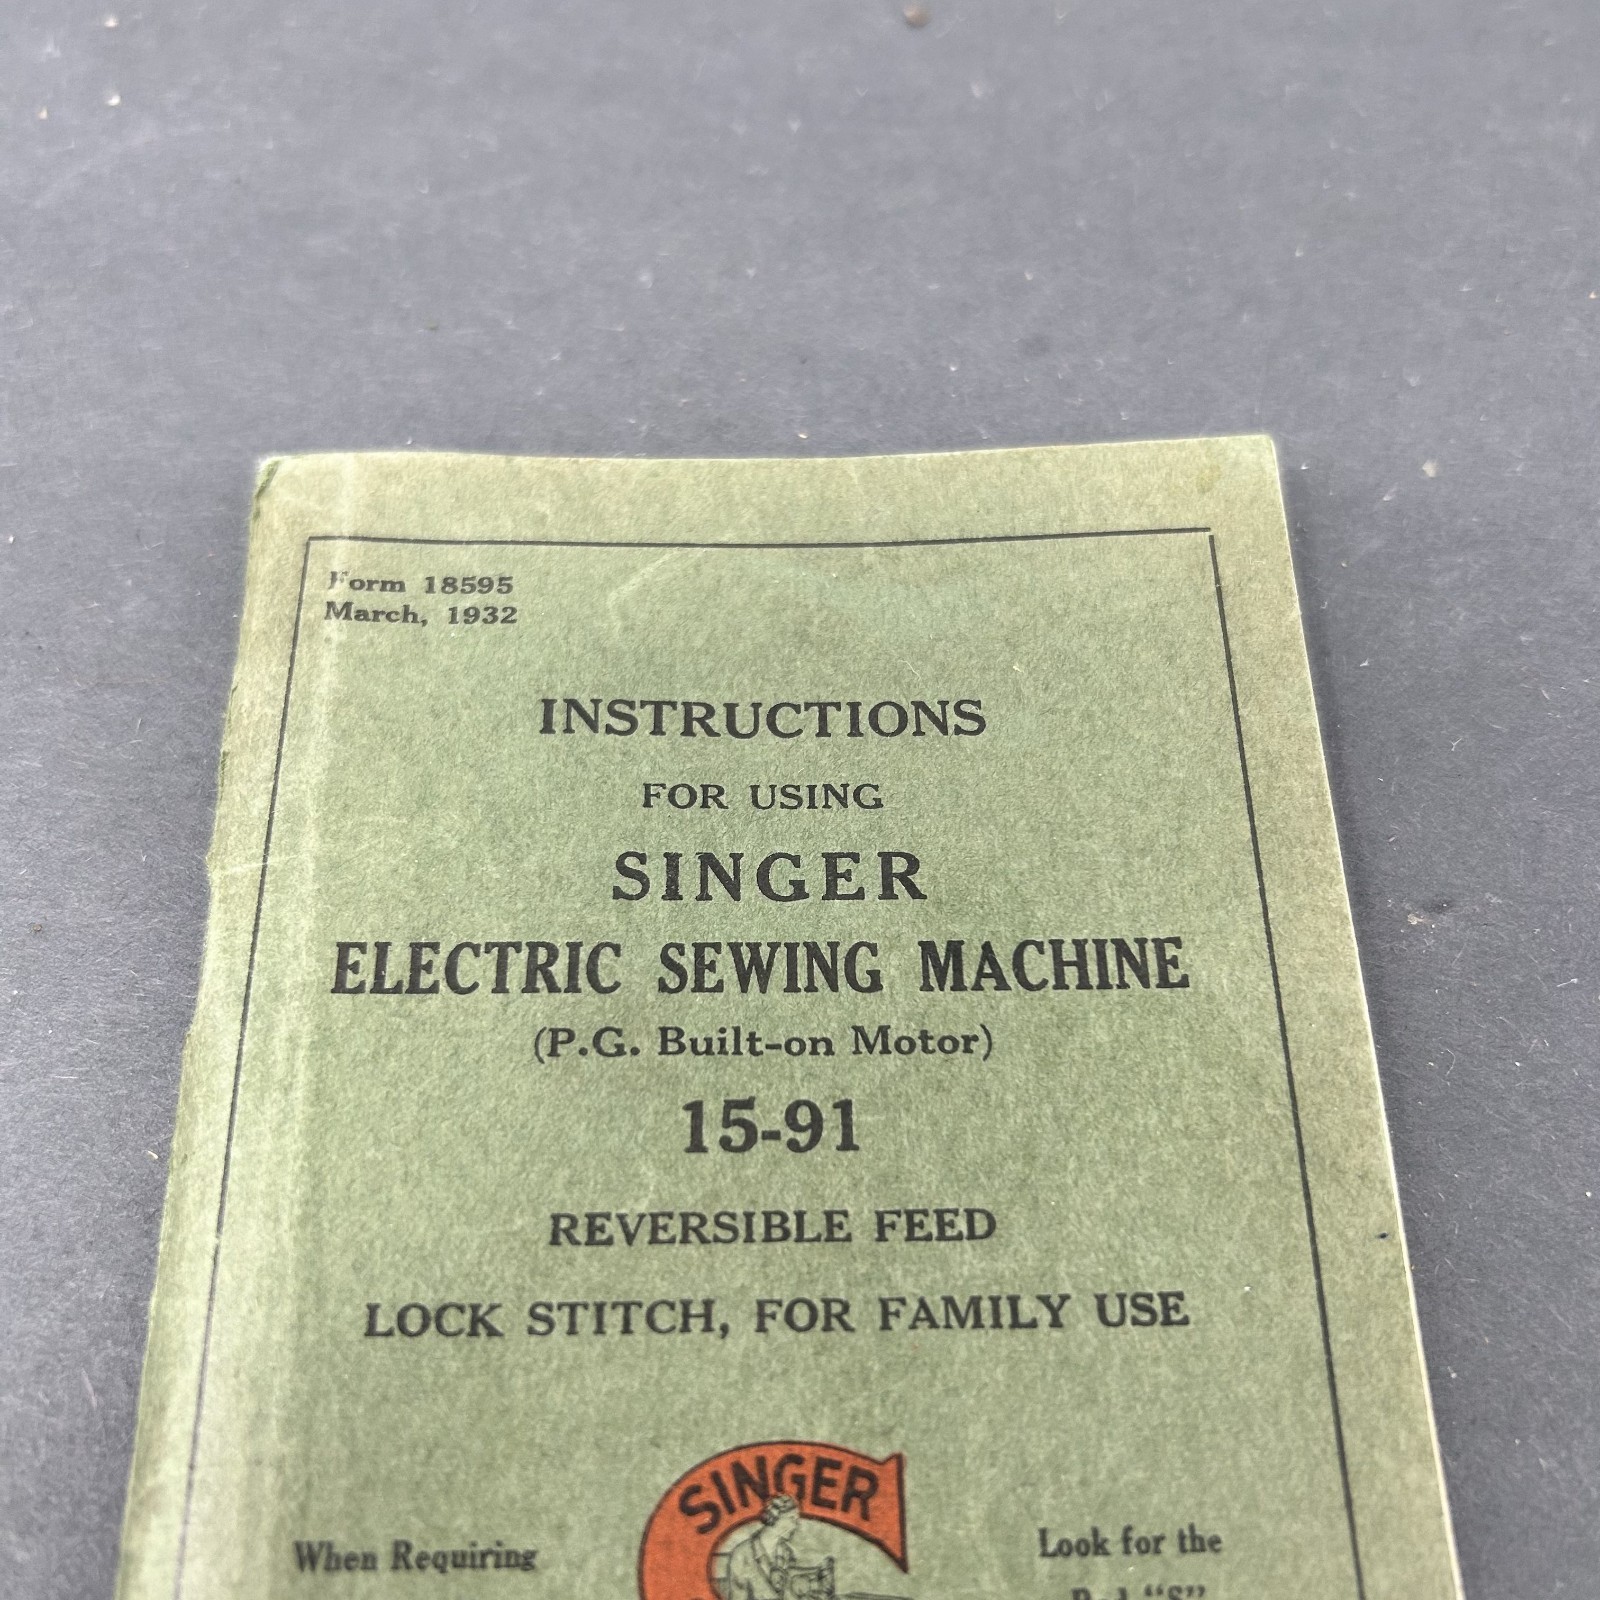 Form 18595
March, 1932
INSTRUCTIONS
FOR USING
SINGER
ELECTRIC SEWING MACHINE
(P.G. Built-on Motor)
15-91
REVERSIBLE FEED
LOCK STITCH, FOR FAMILY USE
SINGER
When Requiring
Look for the
Red "S"